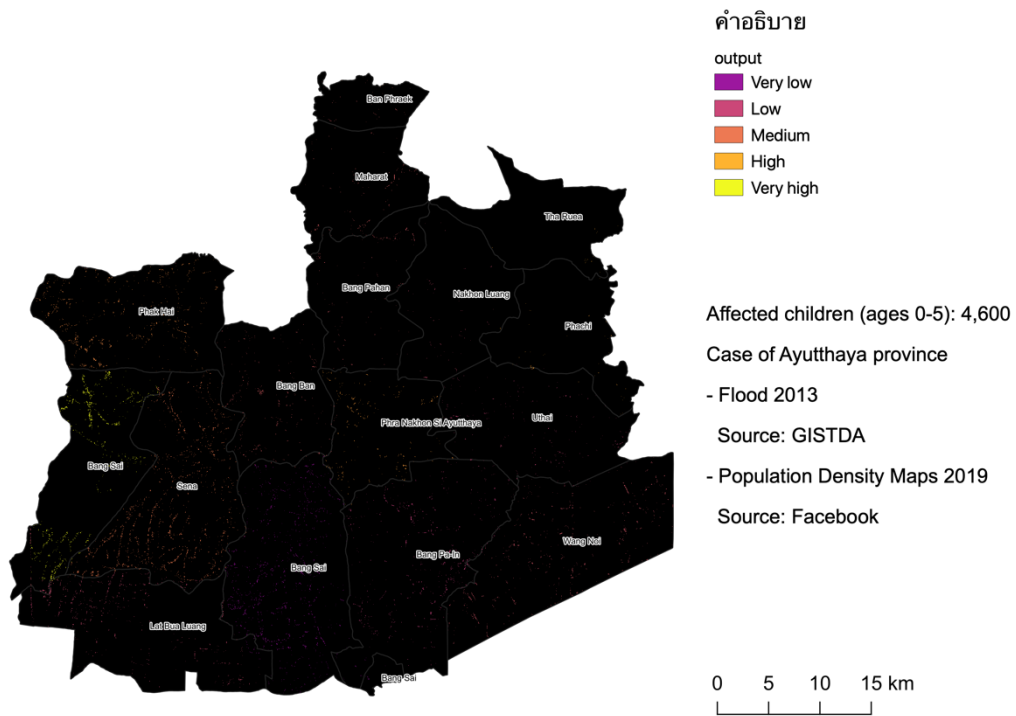 คำอธิบาย
output
Very low
Low
Medium
High
Very high
Ban Phraek
Maharat
Tha Ruea
Bang Pahan
Nakhon Luang
Phak Hai
Phachi
Bang Ban
Phra Nakhon Si Ayutthaya
Uthai
Bang Sai
Sena
Wang Noi
Bang Pa-In
Bang Sai
Lat Bua Luang
Bang Sai
Affected children (ages 0-5): 4,600
Case of Ayutthaya province
- Flood 2013
Source: GISTDA
- Population Density Maps 2019
Source: Facebook
0 5 10 15 km